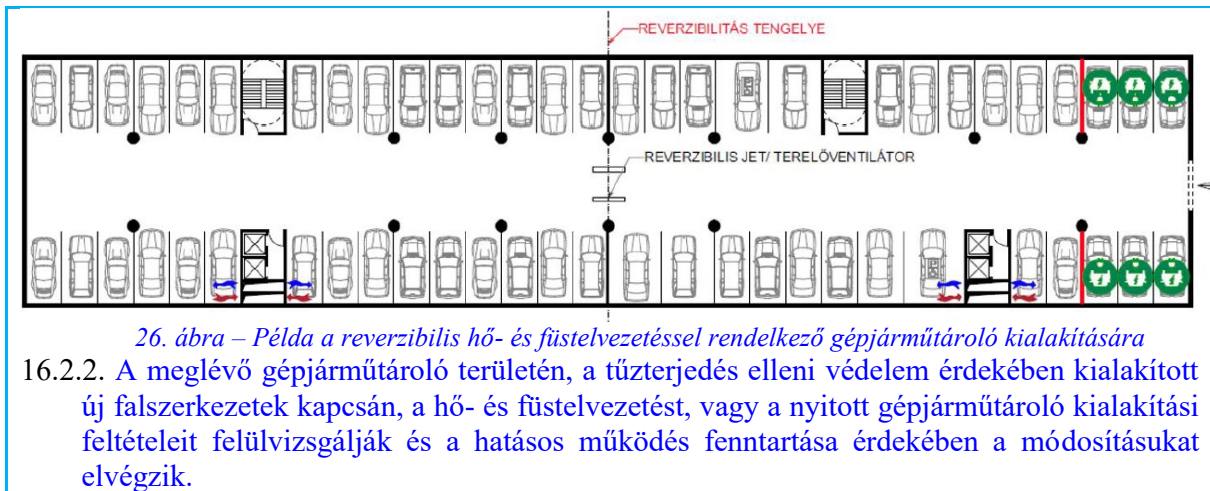 REVERZIBILITÁS TENGELYE
REVERZIBILIS JET/ TERELŐVENTILÁTOR
26. ábra – Példa a reverzibilis hő- és füstelvezetéssel rendelkező gépjárműtároló kialakítására
16.2.2. A meglévő gépjárműtároló területén, a tűzterjedés elleni védelem érdekében kialakított
új falszerkezetek kapcsán, a hő- és füstelvezetést, vagy a nyitott gépjárműtároló kialakítási
feltételeit felülvizsgálják és a hatásos működés fenntartása érdekében a módosításukat
elvégzik.